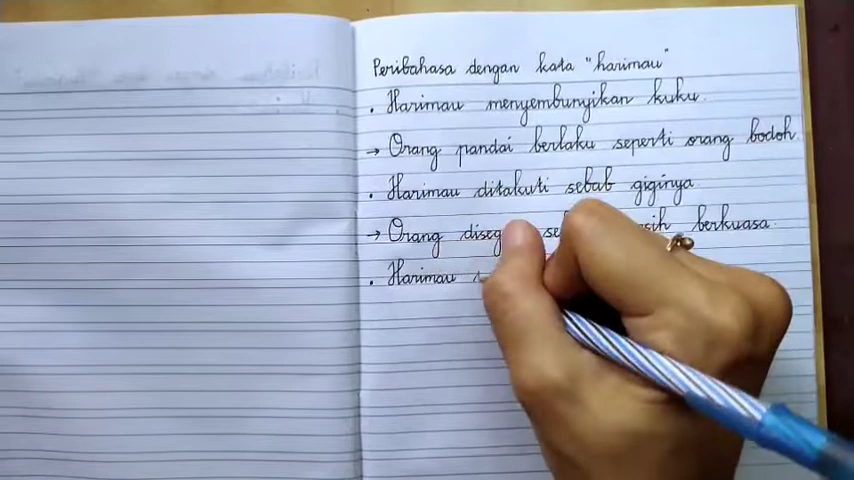 Peribahasa dengan kata "harimau"
• Harimau menyembunyikan kuku.
→ Orang pandai berlaku seperti orang bodoh.
• Harimau ditakuti sebab giginya
→ Orang berkuasa.
• Harimau